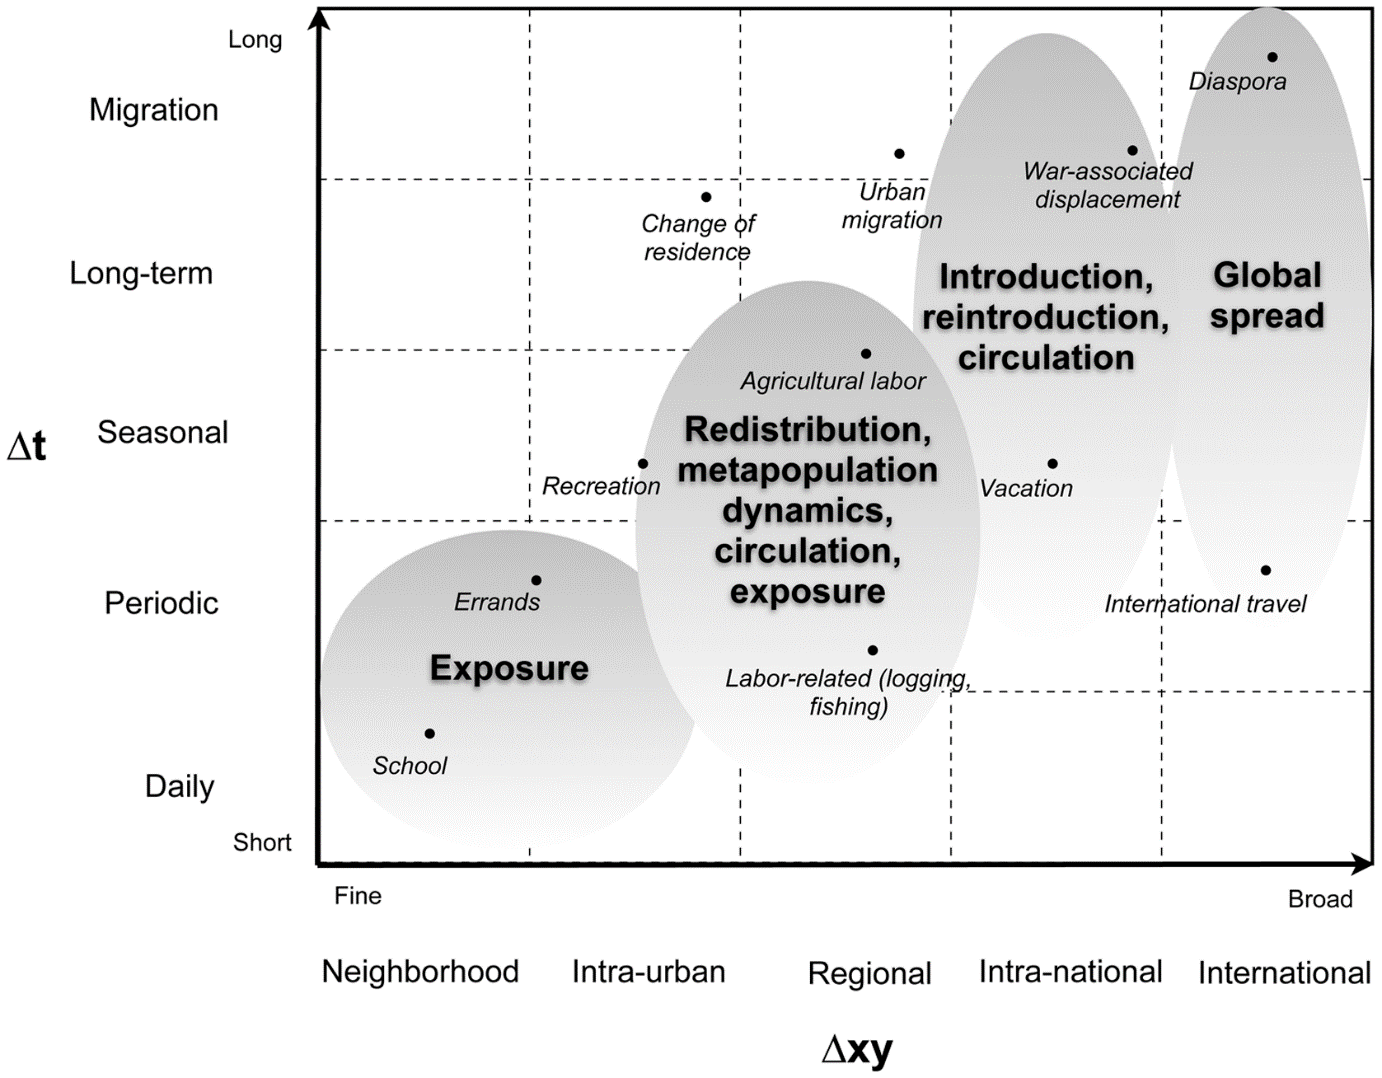 Long
Migration
Long-term
Δt
Seasonal
Periodic
Daily
Short
Diaspora
War-associated
displacement
Urban
migration
Change of
residence
Introduction,
reintroduction,
circulation
Global
spread
Agricultural labor
Redistribution,
metapopulation
dynamics,
circulation,
exposure
Recreation
Vacation
Errands
International travel
Exposure
Labor-related (logging,
fishing)
School
Fine
Broad
Neighborhood
Intra-urban
Regional
Intra-national
International
Δxy